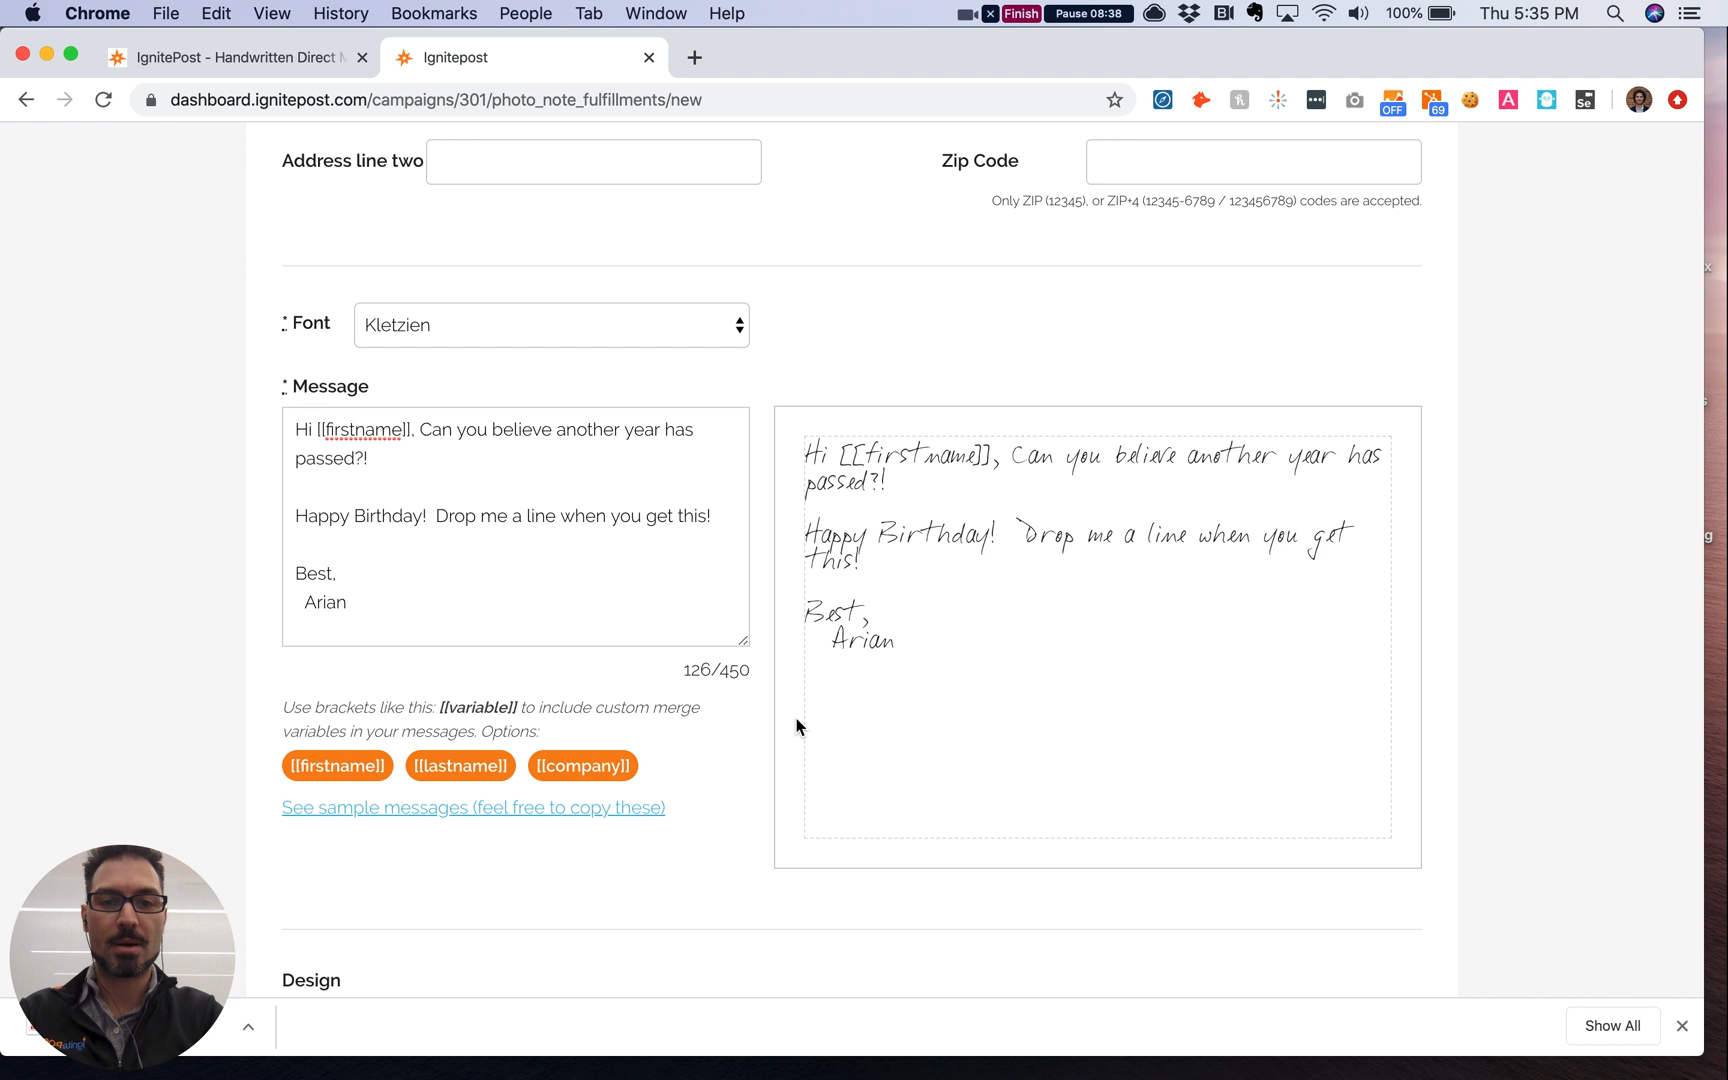 Chrome File Edit View History Bookmarks People Tab Window Help Finish Pause 08:38 100% Thu 5:35 PM
IgnitePost - Handwritten Direct M
Ignitepost
dashboard.ignitepost.com/campaigns/301/photo_note_fulfillments/new
OFF 69 A Se
Address line two
Zip Code
Only ZIP (12345), or ZIP+4 (12345-6789 / 123456789) codes are accepted.
* Font
Kletzien
* Message
Hi [[firstname]], Can you believe another year has
passed?!
Happy Birthday!  Drop me a line when you get this!
Best,
Arian
126/450
Hi [[firstname]], Can you believe another year has
passed?!
Happy Birthday!  Drop me a line when you get
this!
Best,
Arian
Use brackets like this: [[variable]] to include custom merge
variables in your messages. Options:
[[firstname]] [[lastname]] [[company]]
See sample messages (feel free to copy these)
Design
Show All